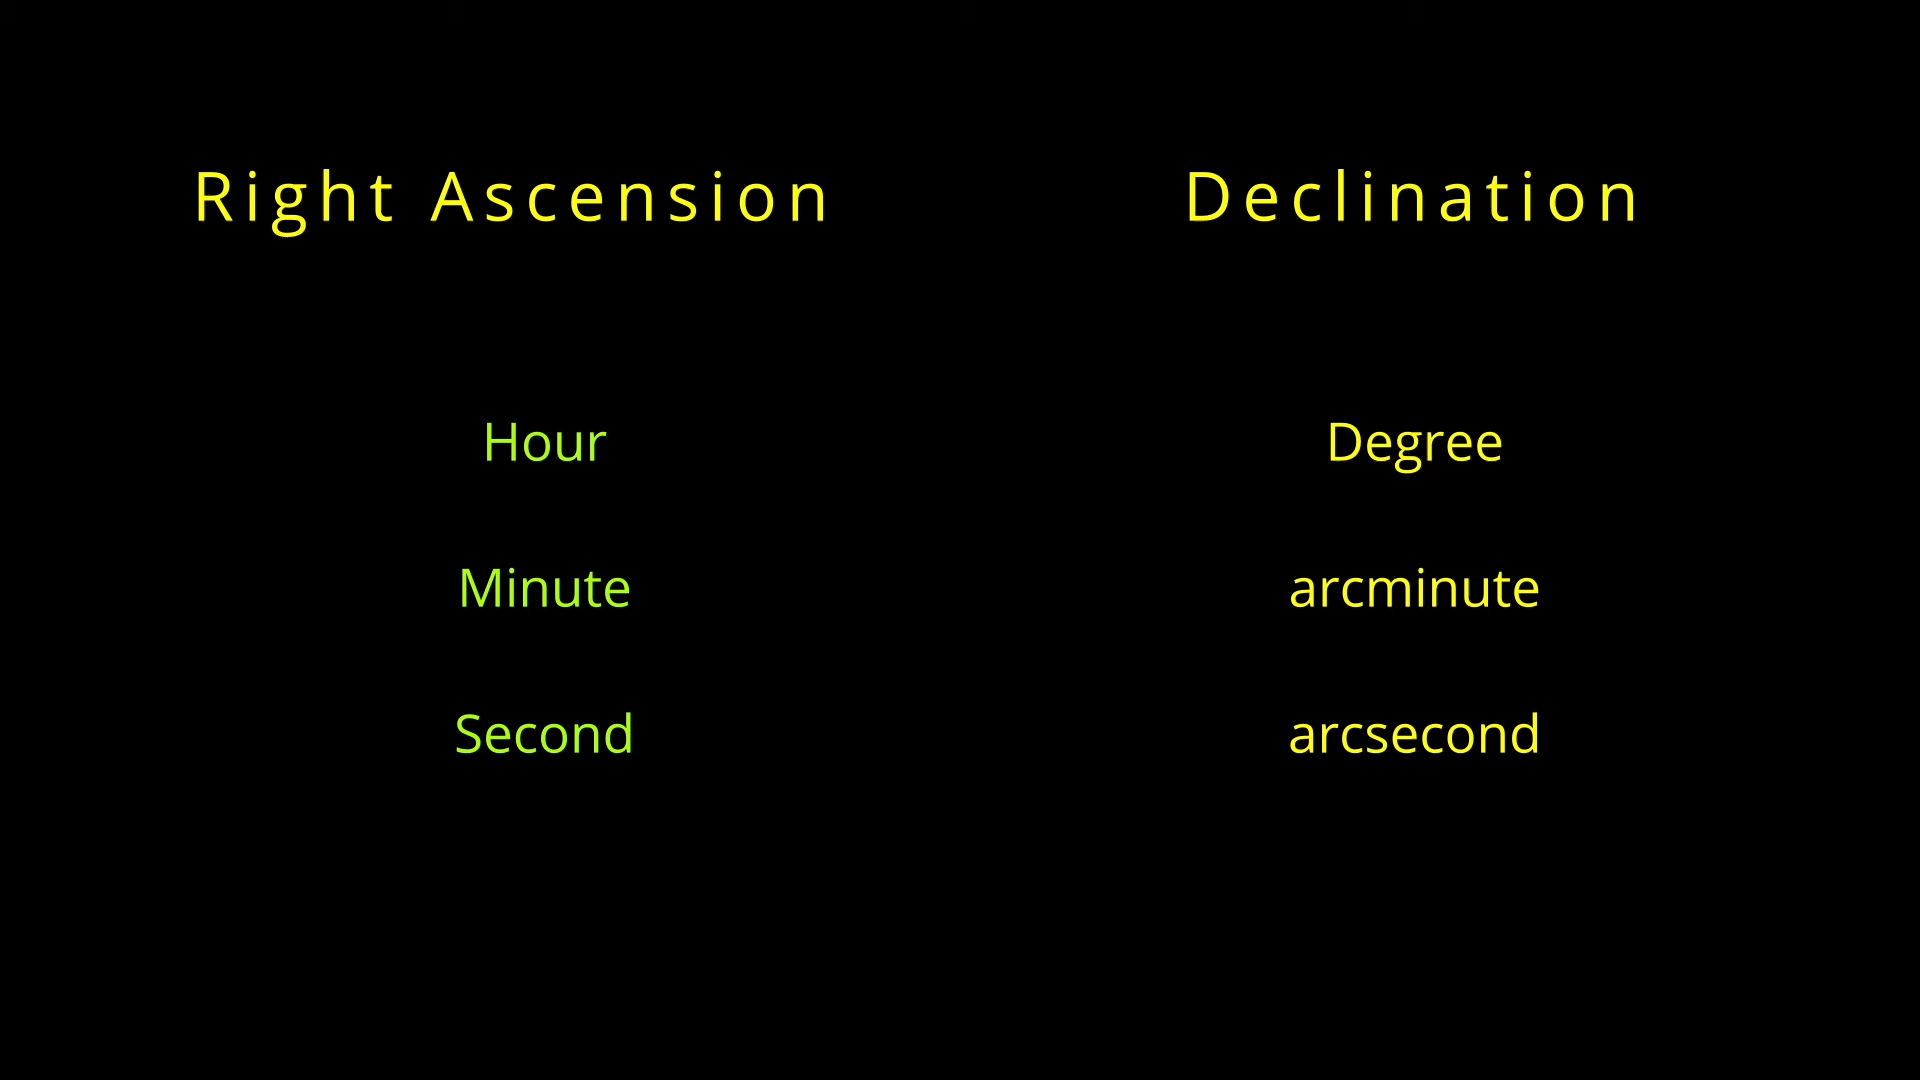 Right Ascension
Hour
Minute
Second
Declination
Degree
arcminute
arcsecond